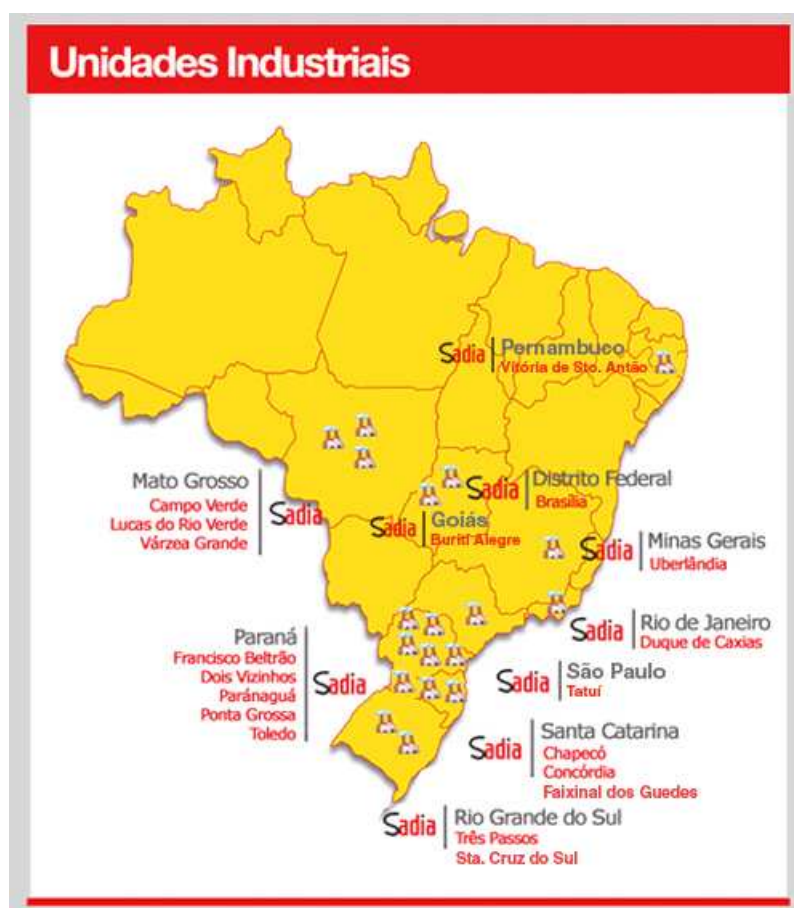 Unidades Industriais
Sadia
Pernambuco
Vitória de Sto. Antão
Mato Grosso
Campo Verde
Lucas do Rio Verde
Várzea Grande
Sadia
Sadia
Distrito Federal
Brasília
Sadia
Goiás
Buriti Alegre
Sadia
Minas Gerais
Uberlândia
Sadia
Rio de Janeiro
Duque de Caxias
Paraná
Francisco Beltrão
Dois Vizinhos
Paránaguá
Ponta Grossa
Toledo
Sadia
Sadia
São Paulo
Tatuí
Sadia
Santa Catarina
Chapecó
Concórdia
Faixinal dos Guedes
Sadia
Rio Grande do Sul
Três Passos
Sta. Cruz do Sul